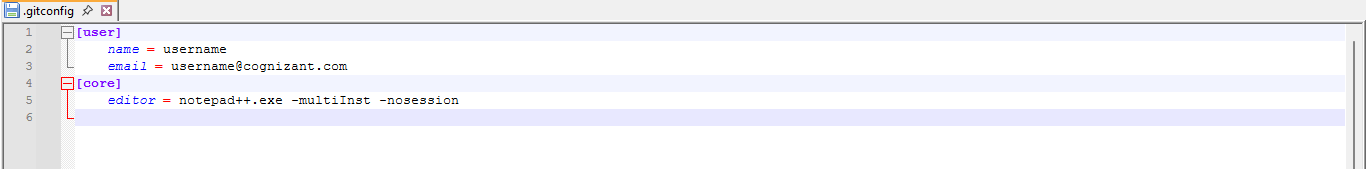 .gitconfig
1 [user]
2 name = username
3 email = username@cognizant.com
4 [core]
5 editor = notepad++.exe -multiInst -nosession
6